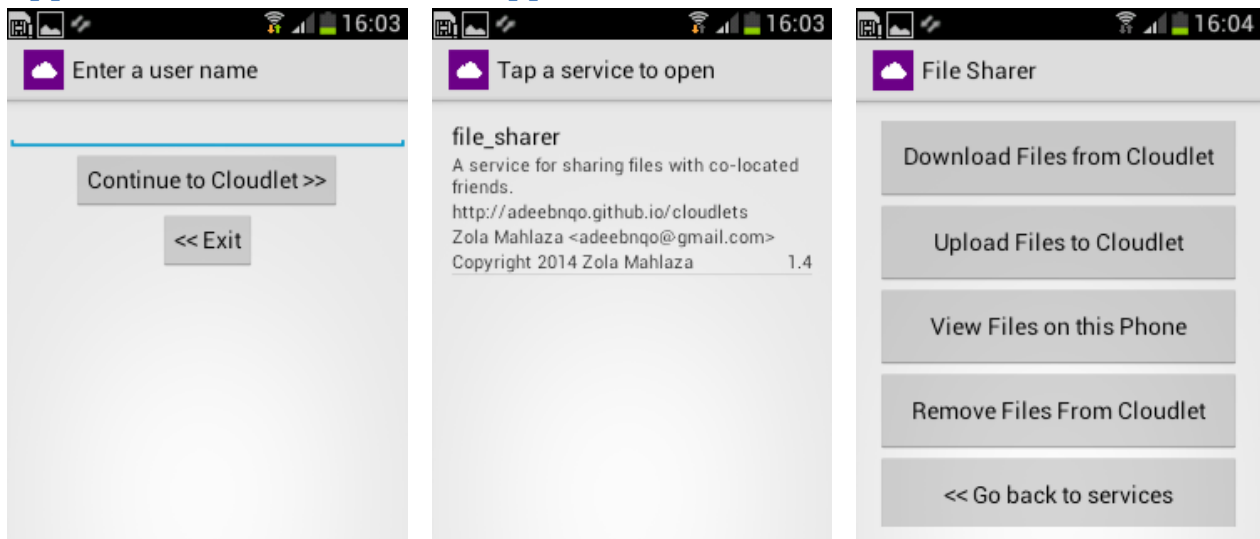 16:03
Enter a user name
Continue to Cloudlet >>
<< Exit
16:03
Tap a service to open
file_sharer
A service for sharing files with co-located
friends.
http://adeebnqo.github.io/cloudlets
Zola Mahlaza <adeebnqo@gmail.com>
Copyright 2014 Zola Mahlaza 1.4
16:04
File Sharer
Download Files from Cloudlet
Upload Files to Cloudlet
View Files on this Phone
Remove Files From Cloudlet
<< Go back to services